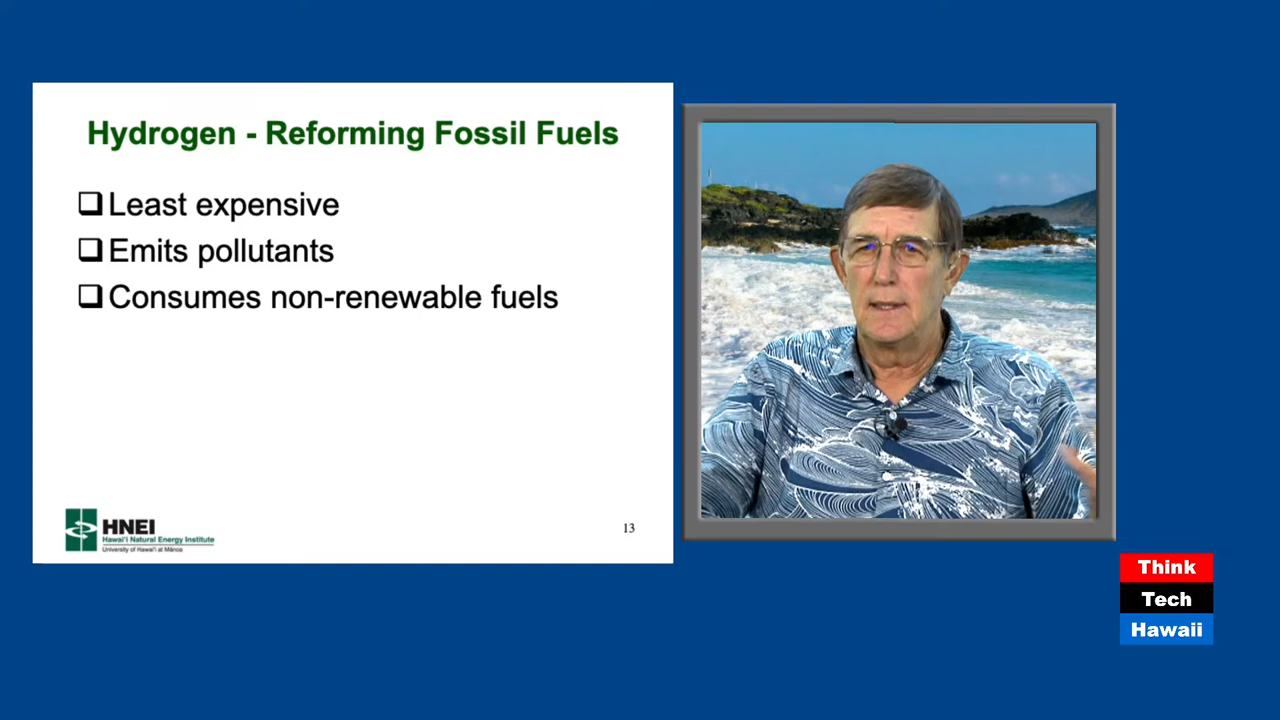 Hydrogen - Reforming Fossil Fuels
Least expensive
Emits pollutants
Consumes non-renewable fuels
HNEI
Hawai'i Natural Energy Institute
University of Hawai'i at Mānoa
13
Think
Tech
Hawaii